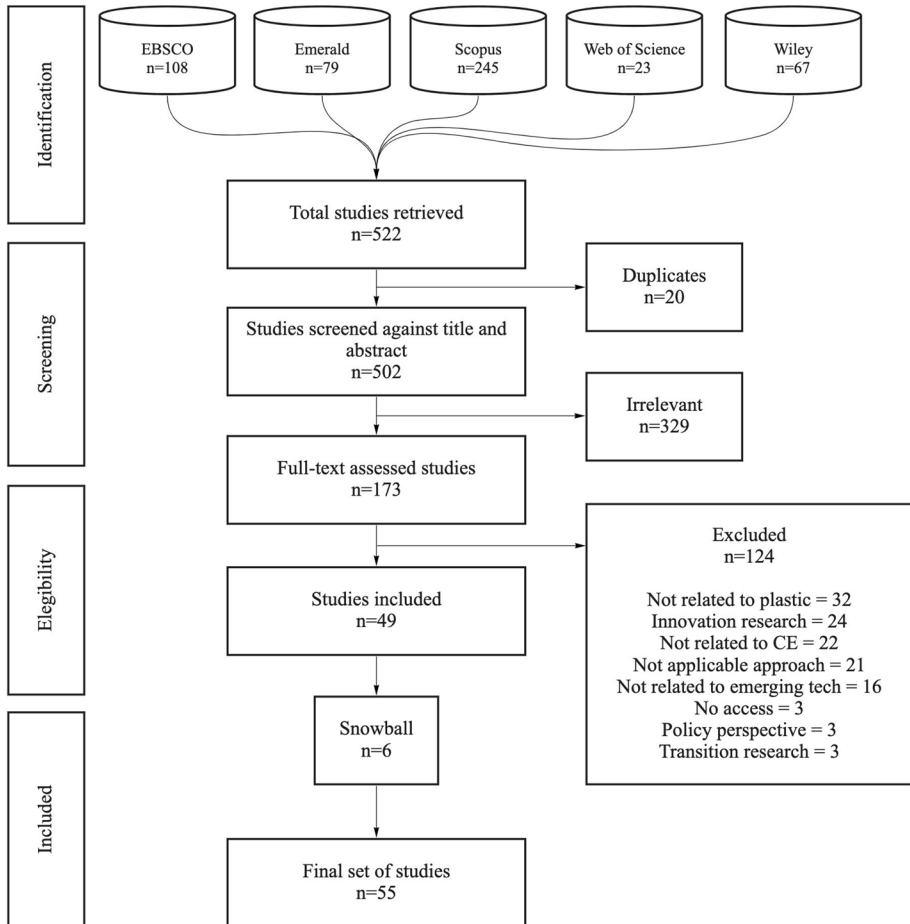 Identification
EBSCO
n=108
Emerald
n=79
Scopus
n=245
Web of Science
n=23
Wiley
n=67
Total studies retrieved
n=522
Screening
Duplicates
n=20
Studies screened against title and
abstract
n=502
Irrelevant
n=329
Full-text assessed studies
n=173
Elegibility
Excluded
n=124
Not related to plastic = 32
Innovation research = 24
Not related to CE = 22
Not applicable approach = 21
Not related to emerging tech = 16
No access = 3
Policy perspective = 3
Transition research = 3
Studies included
n=49
Included
Snowball
n=6
Final set of studies
n=55